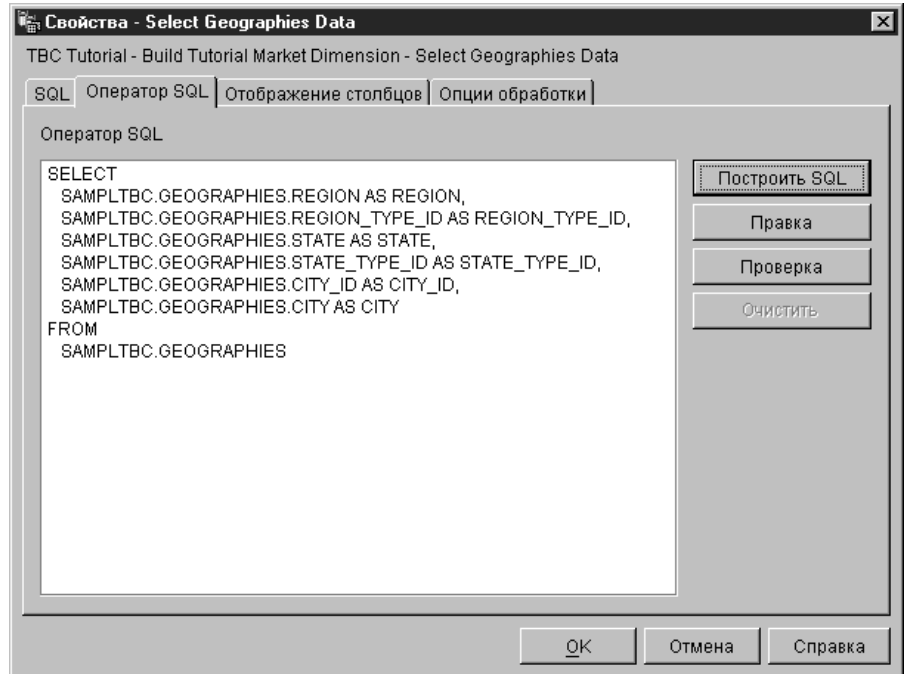 Свойства - Select Geographies Data
TBC Tutorial - Build Tutorial Market Dimension - Select Geographies Data
SQL Оператор SQL Отображение столбцов Опции обработки
Оператор SQL
SELECT
SAMPLTBC.GEOGRAPHIES.REGION AS REGION,
SAMPLTBC.GEOGRAPHIES.REGION_TYPE_ID AS REGION_TYPE_ID,
SAMPLTBC.GEOGRAPHIES.STATE AS STATE,
SAMPLTBC.GEOGRAPHIES.STATE_TYPE_ID AS STATE_TYPE_ID,
SAMPLTBC.GEOGRAPHIES.CITY_ID AS CITY_ID,
SAMPLTBC.GEOGRAPHIES.CITY AS CITY
FROM
SAMPLTBC.GEOGRAPHIES
Построить SQL
Правка
Проверка
Очистить
OK Отмена Справка